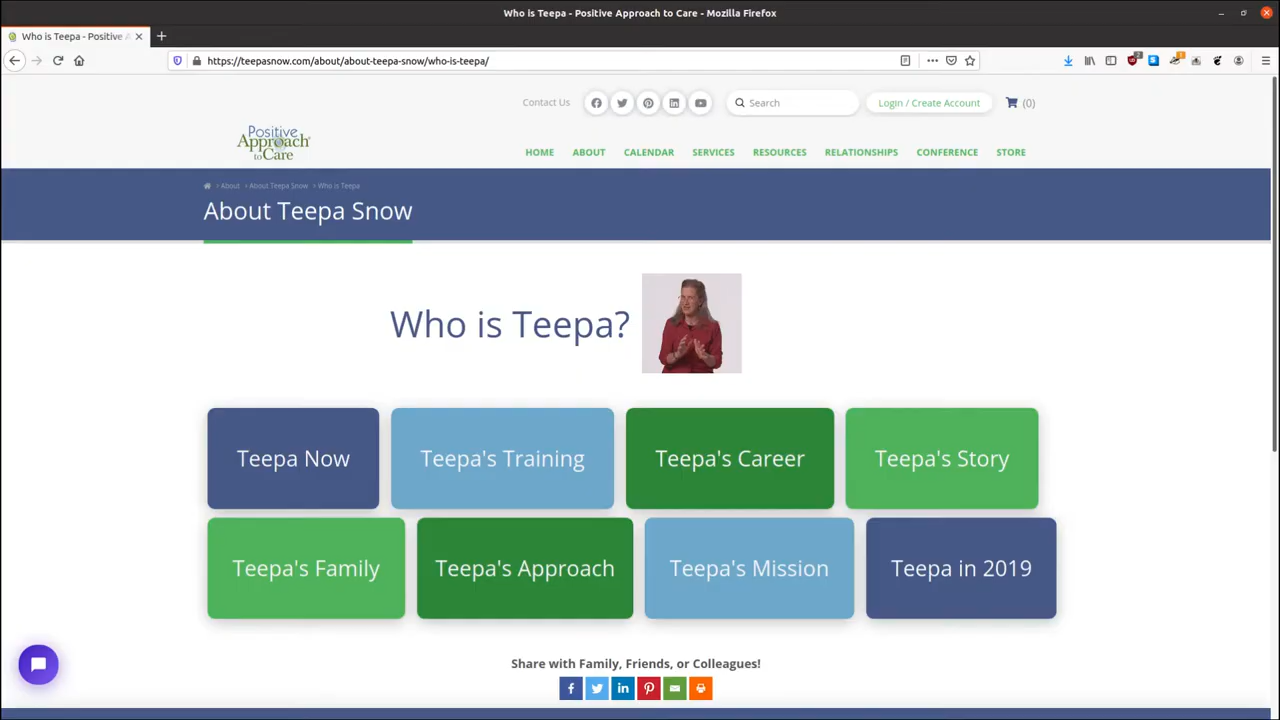 Who is Teepa - Positive Approach to Care - Mozilla Firefox
Who is Teepa - Positive A
https://teepasnow.com/about/about-teepa-snow/who-is-teepa/
Contact Us
Search
Login / Create Account
(0)
Positive
Approach
to Care
HOME ABOUT CALENDAR SERVICES RESOURCES RELATIONSHIPS CONFERENCE STORE
About > About Teepa Snow > Who is Teepa
About Teepa Snow
Who is Teepa?
Teepa Now
Teepa's Training
Teepa's Career
Teepa's Story
Teepa's Family
Teepa's Approach
Teepa's Mission
Teepa in 2019
Share with Family, Friends, or Colleagues!